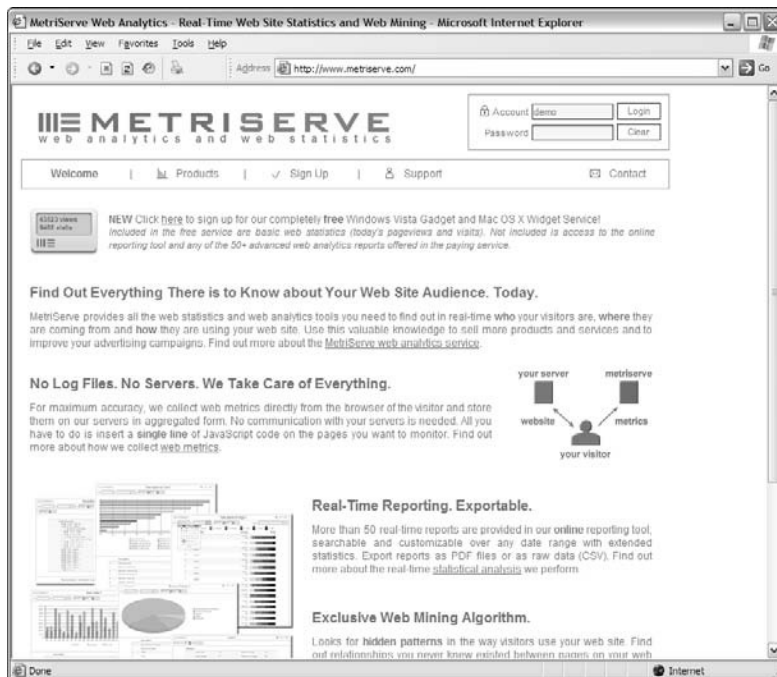 MetriServe Web Analytics - Real-Time Web Site Statistics and Web Mining - Microsoft Internet Explorer
File Edit View Favorites Tools Help
Address http://www.metriserve.com/ Go
METRISERVE
web analytics and web statistics
Account demo Login
Password Clear
Welcome | Products | Sign Up | Support Contact
NEW Click here to sign up for our completely free Windows Vista Gadget and Mac OS X Widget Service!
Included in the free service are basic web statistics (today's pageviews and visits). Not included is access to the online
reporting tool and any of the 50+ advanced web analytics reports offered in the paying service.
Find Out Everything There is to Know about Your Web Site Audience. Today.
MetriServe provides all the web statistics and web analytics tools you need to find out in real-time who your visitors are, where they
are coming from and how they are using your web site. Use this valuable knowledge to sell more products and services and to
improve your advertising campaigns. Find out more about the MetriServe web analytics service.
No Log Files. No Servers. We Take Care of Everything.
For maximum accuracy, we collect web metrics directly from the browser of the visitor and store
them on our servers in aggregated form. No communication with your servers is needed. All you
have to do is insert a single line of JavaScript code on the pages you want to monitor. Find out
more about how we collect web metrics.
your server metriserve
website metrics
your visitor
Real-Time Reporting. Exportable.
More than 50 real-time reports are provided in our online reporting tool,
searchable and customizable over any date range with extended
statistics. Export reports as PDF files or as raw data (CSV). Find out
more about the real-time statistical analysis we perform
Exclusive Web Mining Algorithm.
Looks for hidden patterns in the way visitors use your web site. Find
out relationships you never knew existed between pages on your web
Done Internet